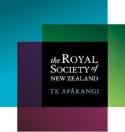 the ROYAL
SOCIETY of
NEW ZEALAND
TE APĀRANGI